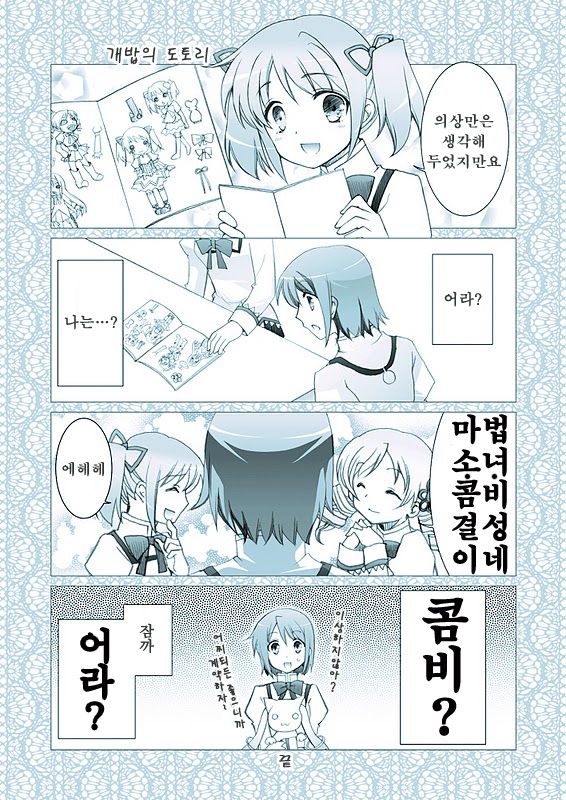 개밥의 도토리
의상만은
생각해
두었지만요
어라?
나는…?
마법
소녀
콤비
결성
이네
에헤헤
콤비?
이상하지않아?
어찌되든 좋으니까
계약하자!
잠까
어라?
끝